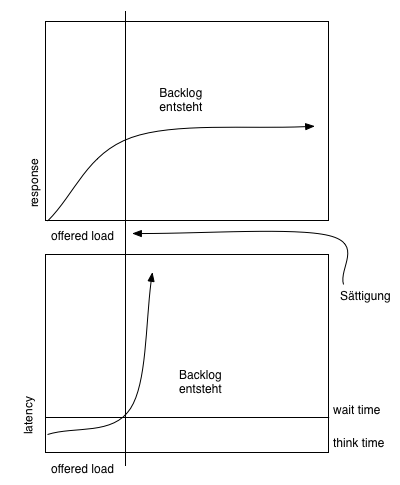 Backlog
entsteht
response
offered load
Sättigung
Backlog
entsteht
latency
wait time
think time
offered load